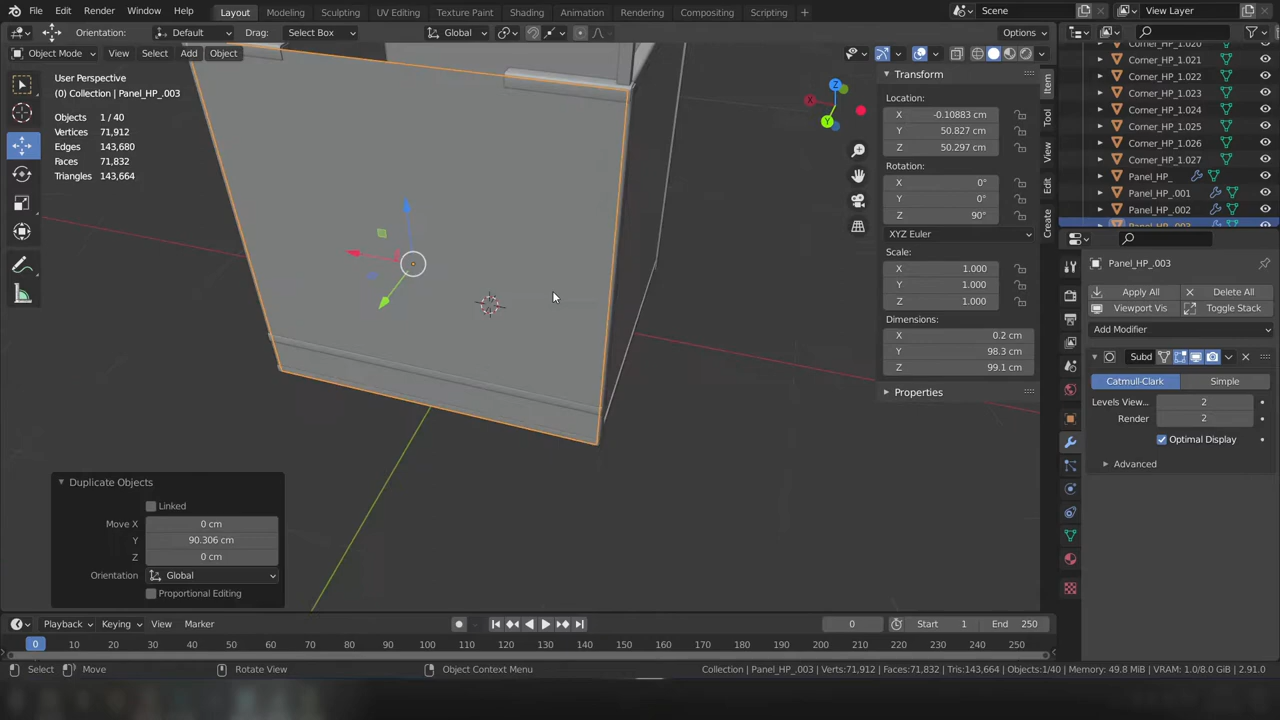 File Edit Render Window Help Layout Modeling Sculpting UV Editing Texture Paint Shading Animation Rendering Compositing Scripting Scene View Layer
Orientation: Default Drag: Select Box Global Options
Object Mode View Select Add Object
User Perspective
(0) Collection | Panel_HP_.003
Objects 1 / 40
Vertices 71,912
Edges 143,680
Faces 71,832
Triangles 143,664
X
Z
Y
Transform
Location:
X -0.10883 cm
Y 50.827 cm
Z 50.297 cm
Rotation:
X 0°
Y 0°
Z 90°
XYZ Euler
Scale:
X 1.000
Y 1.000
Z 1.000
Dimensions:
X 0.2 cm
Y 98.3 cm
Z 99.1 cm
Properties
Item
Tool
View
Edit
Create
Corner_HP_1.020
Corner_HP_1.021
Corner_HP_1.022
Corner_HP_1.023
Corner_HP_1.024
Corner_HP_1.025
Corner_HP_1.026
Corner_HP_1.027
Panel_HP_
Panel_HP_.001
Panel_HP_.002
Panel_HP_.003
Panel_HP_.003
Apply All Delete All
Viewport Vis Toggle Stack
Add Modifier
Subd
Catmull-Clark Simple
Levels View... 2
Render 2
Optimal Display
Advanced
Duplicate Objects
Linked
Move X 0 cm
Y 90.306 cm
Z 0 cm
Orientation Global
Proportional Editing
Playback Keying View Marker 0 Start 1 End 250
0 10 20 30 40 50 60 70 80 90 100 110 120 130 140 150 160 170 180 190 200 210 220 230 240 250
Select Move Rotate View Object Context Menu Collection | Panel_HP_.003 | Verts:71,912 | Faces:71,832 | Tris:143,664 | Objects:1/40 | Memory: 49.8 MiB | VRAM: 1.0/8.0 GiB | 2.91.0